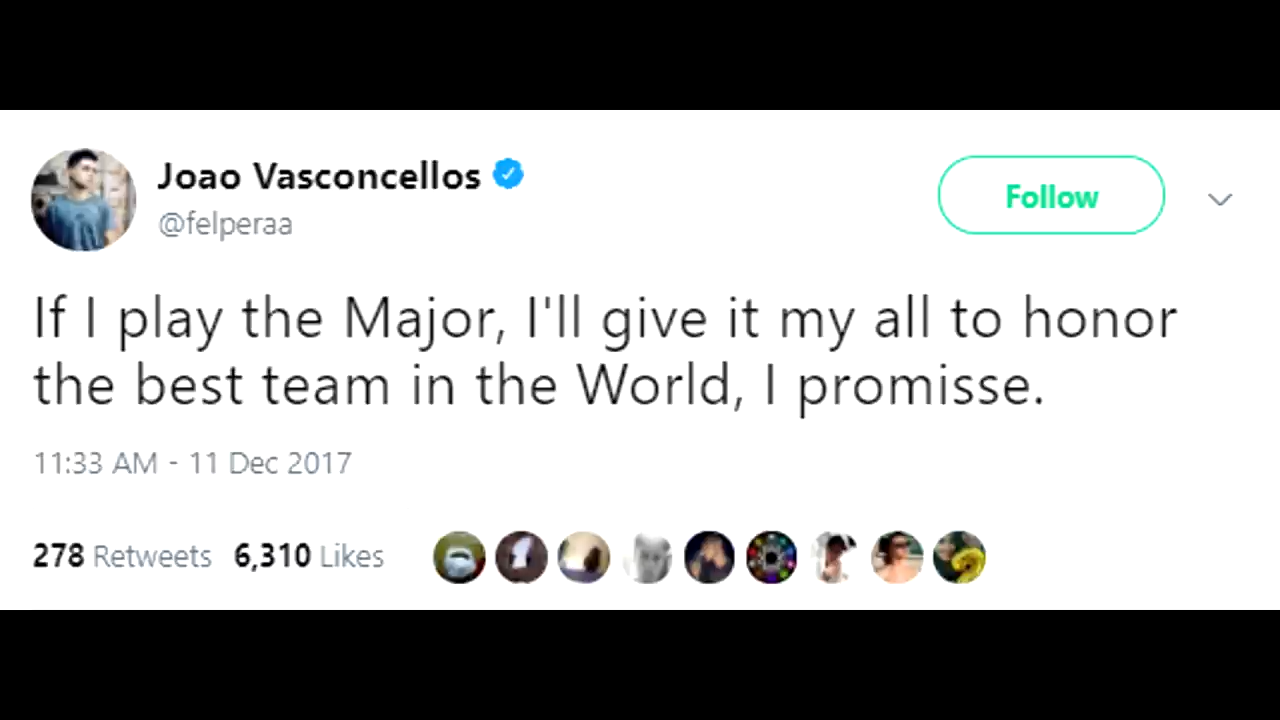 Joao Vasconcellos
@felperaa
Follow
If I play the Major, I'll give it my all to honor
the best team in the World, I promisse.
11:33 AM - 11 Dec 2017
278 Retweets 6,310 Likes